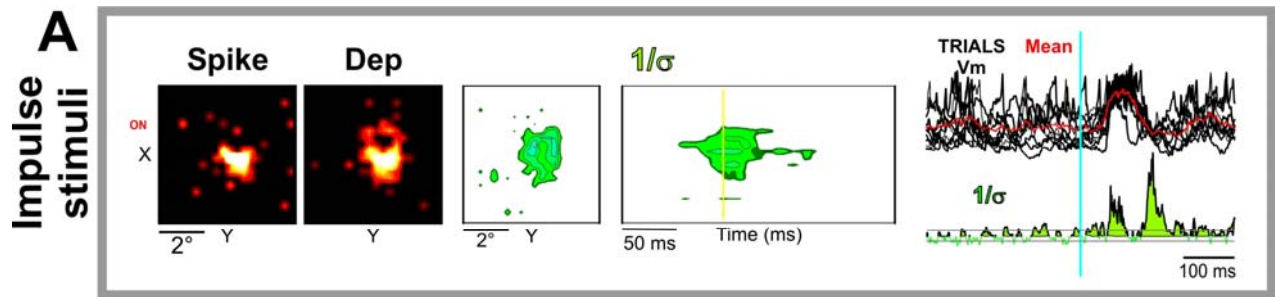 A
Impulse
stimuli
Spike
Dep
1/σ
TRIALS
Mean
Vm
ON
X
1/σ
2°
Y
Y
2°
Y
50 ms
Time (ms)
100 ms